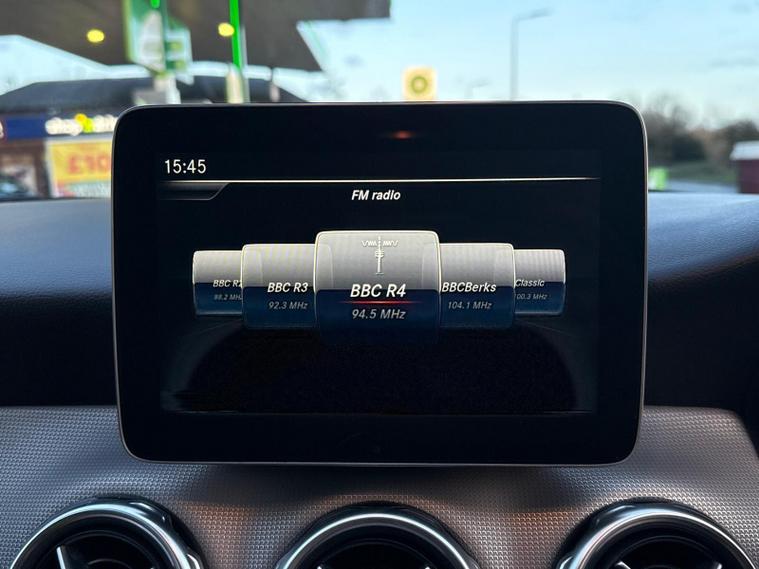 £10
15:45
FM radio
BBC R2
88.2 MHz
BBC R3
92.3 MHz
BBC R4
94.5 MHz
BBCBerks
104.1 MHz
Classic
100.3 MHz